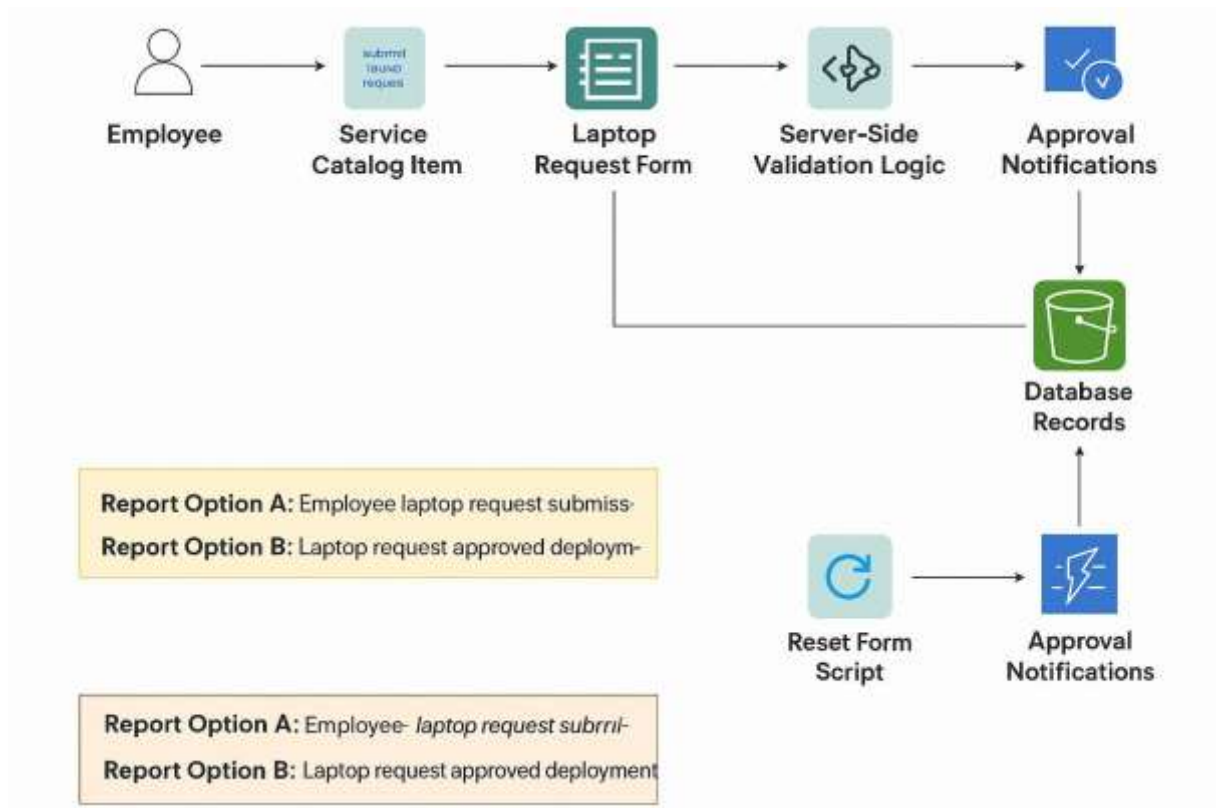 submid
request
Employee
Service
Catalog Item
Laptop
Request Form
Server-Side
Validation Logic
Approval
Notifications
Database
Records
Report Option A: Employee laptop request submiss-
Report Option B: Laptop request approved deploym-
Reset Form
Script
Approval
Notifications
Report Option A: Employee- laptop request
Report Option B: Laptop request approved deployment